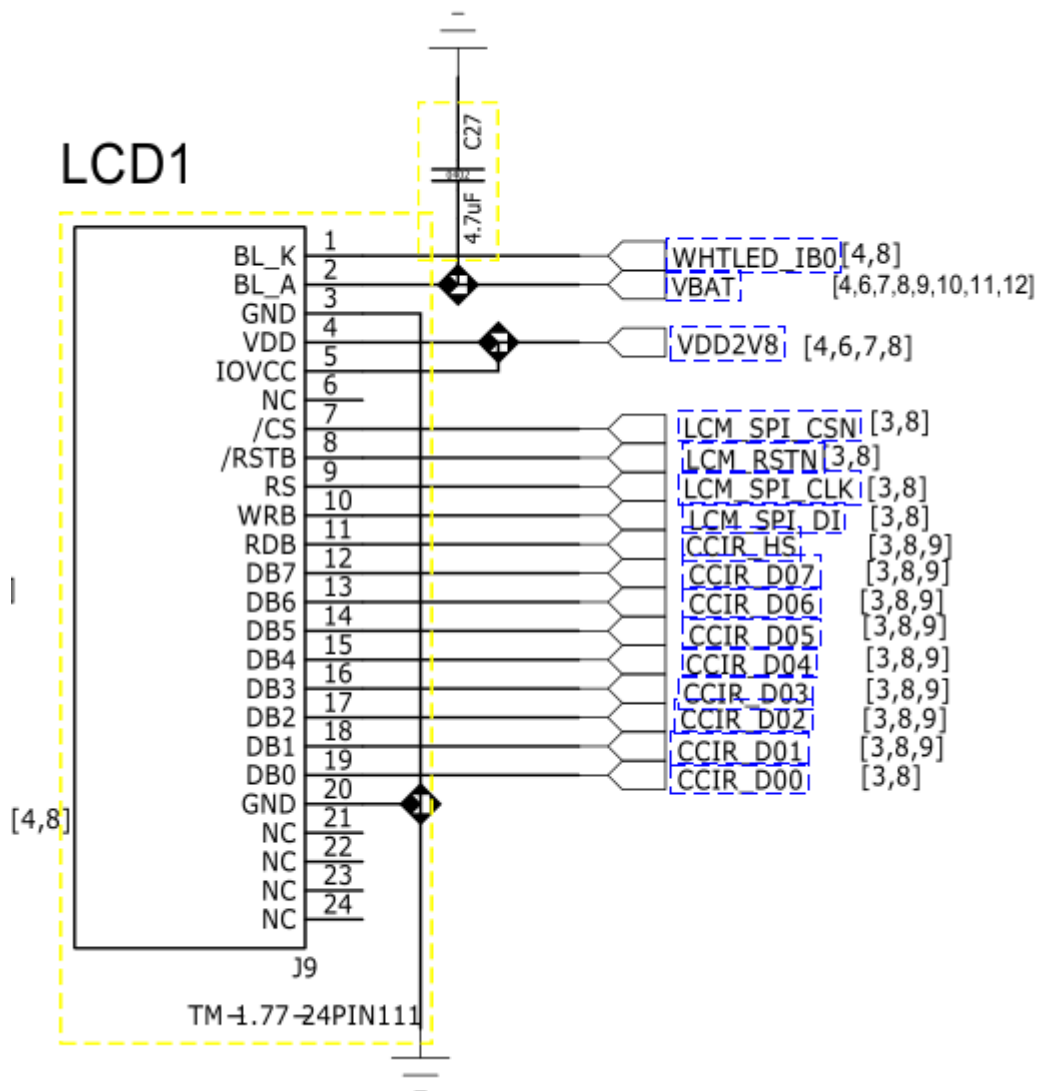 LCD1
C27
0402
4.7uF
BL_K 1 WHTLED_IB0 [4,8]
BL_A 2 VBAT [4,6,7,8,9,10,11,12]
GND 3
VDD 4 VDD2V8 [4,6,7,8]
IOVCC 5
NC 6
/CS 7 LCM_SPI_CSN [3,8]
/RSTB 8 LCM_RSTN [3,8]
RS 9 LCM_SPI_CLK [3,8]
WRB 10 LCM_SPI_DI [3,8]
RDB 11 CCIR_HS [3,8,9]
DB7 12 CCIR_D07 [3,8,9]
DB6 13 CCIR_D06 [3,8,9]
DB5 14 CCIR_D05 [3,8,9]
DB4 15 CCIR_D04 [3,8,9]
DB3 16 CCIR_D03 [3,8,9]
DB2 17 CCIR_D02 [3,8,9]
DB1 18 CCIR_D01 [3,8,9]
DB0 19 CCIR_D00 [3,8]
GND 20
[4,8]
NC 21
NC 22
NC 23
NC 24
J9
TM-1.77-24PIN111